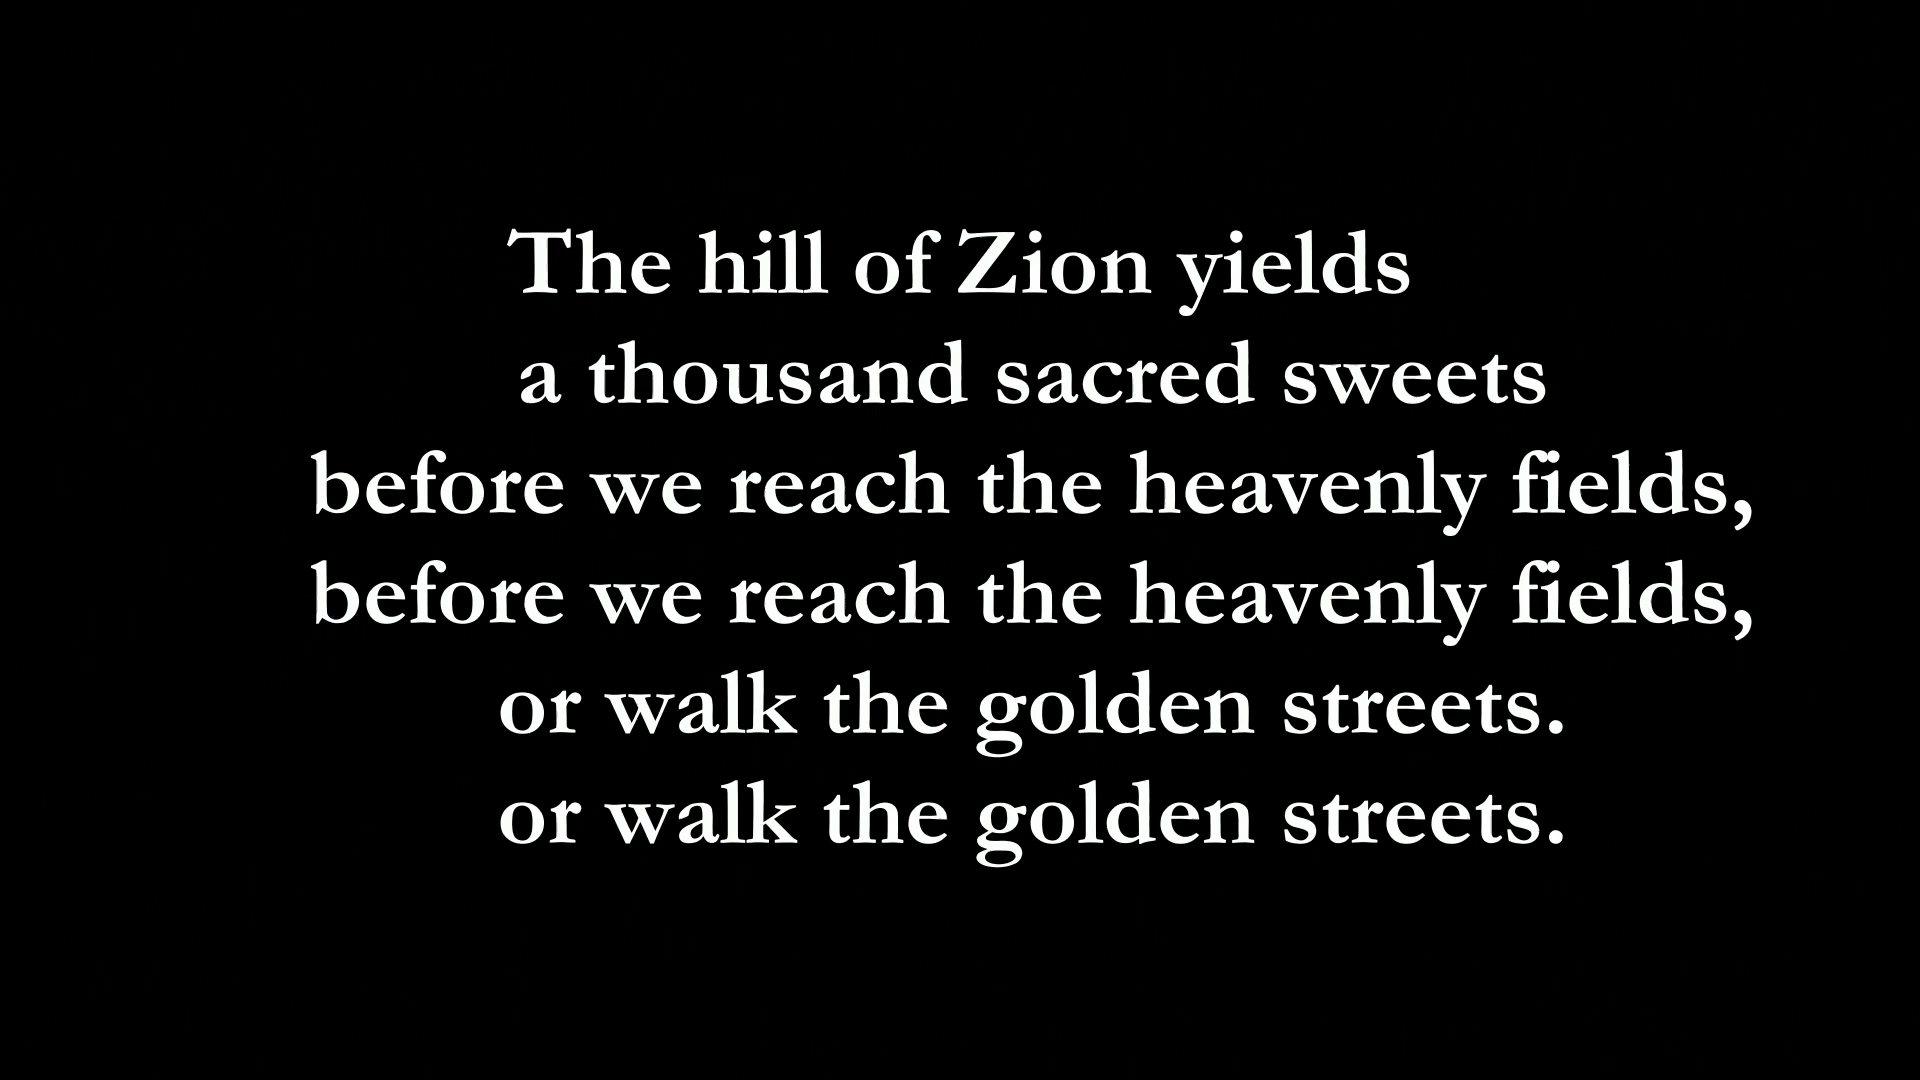 The hill of Zion yields
a thousand sacred sweets
before we reach the heavenly fields,
before we reach the heavenly fields,
or walk the golden streets.
or walk the golden streets.